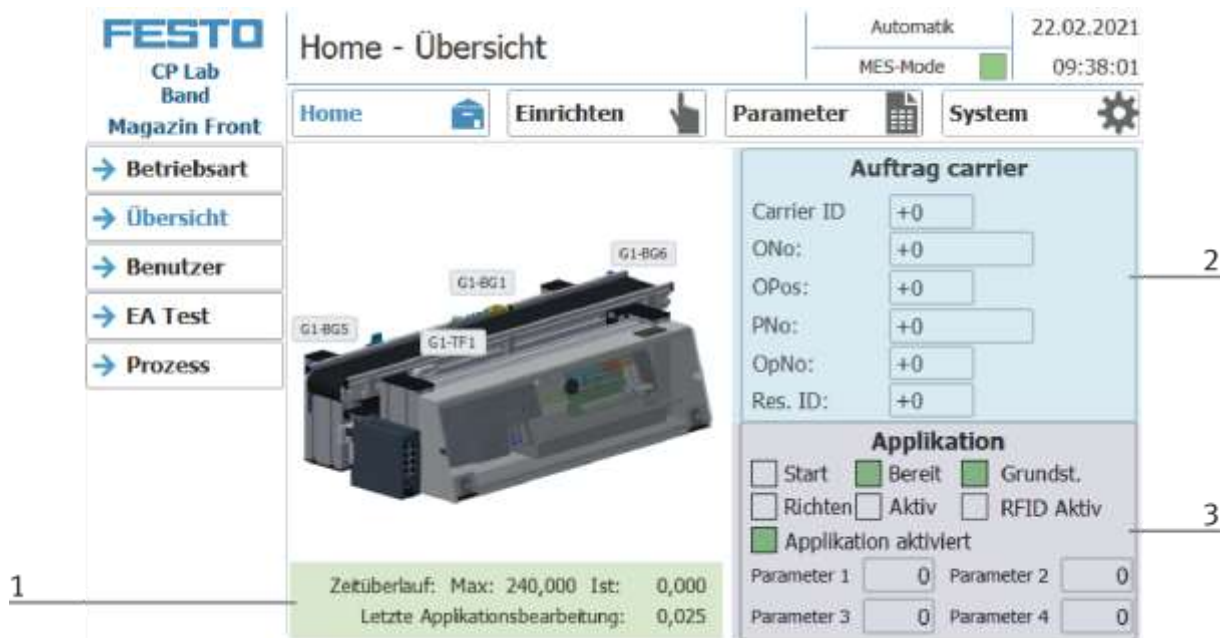 FESTO
CP Lab
Band
Magazin Front
Home - Übersicht
Automatik
22.02.2021
MES-Mode
09:38:01
Home
Einrichten
Parameter
System
Betriebsart
Übersicht
Benutzer
EA Test
Prozess
G1-BG6
G1-BG1
G1-BG5
G1-TF1
Auftrag carrier
Carrier ID +0
ONo: +0
OPos: +0
PNo: +0
OpNo: +0
Res. ID: +0
2
Applikation
Start Bereit Grundst.
Richten Aktiv RFID Aktiv
Applikation aktiviert
Parameter 1 0 Parameter 2 0
Parameter 3 0 Parameter 4 0
3
1
Zeitüberlauf: Max: 240,000 Ist: 0,000
Letzte Applikationsbearbeitung: 0,025